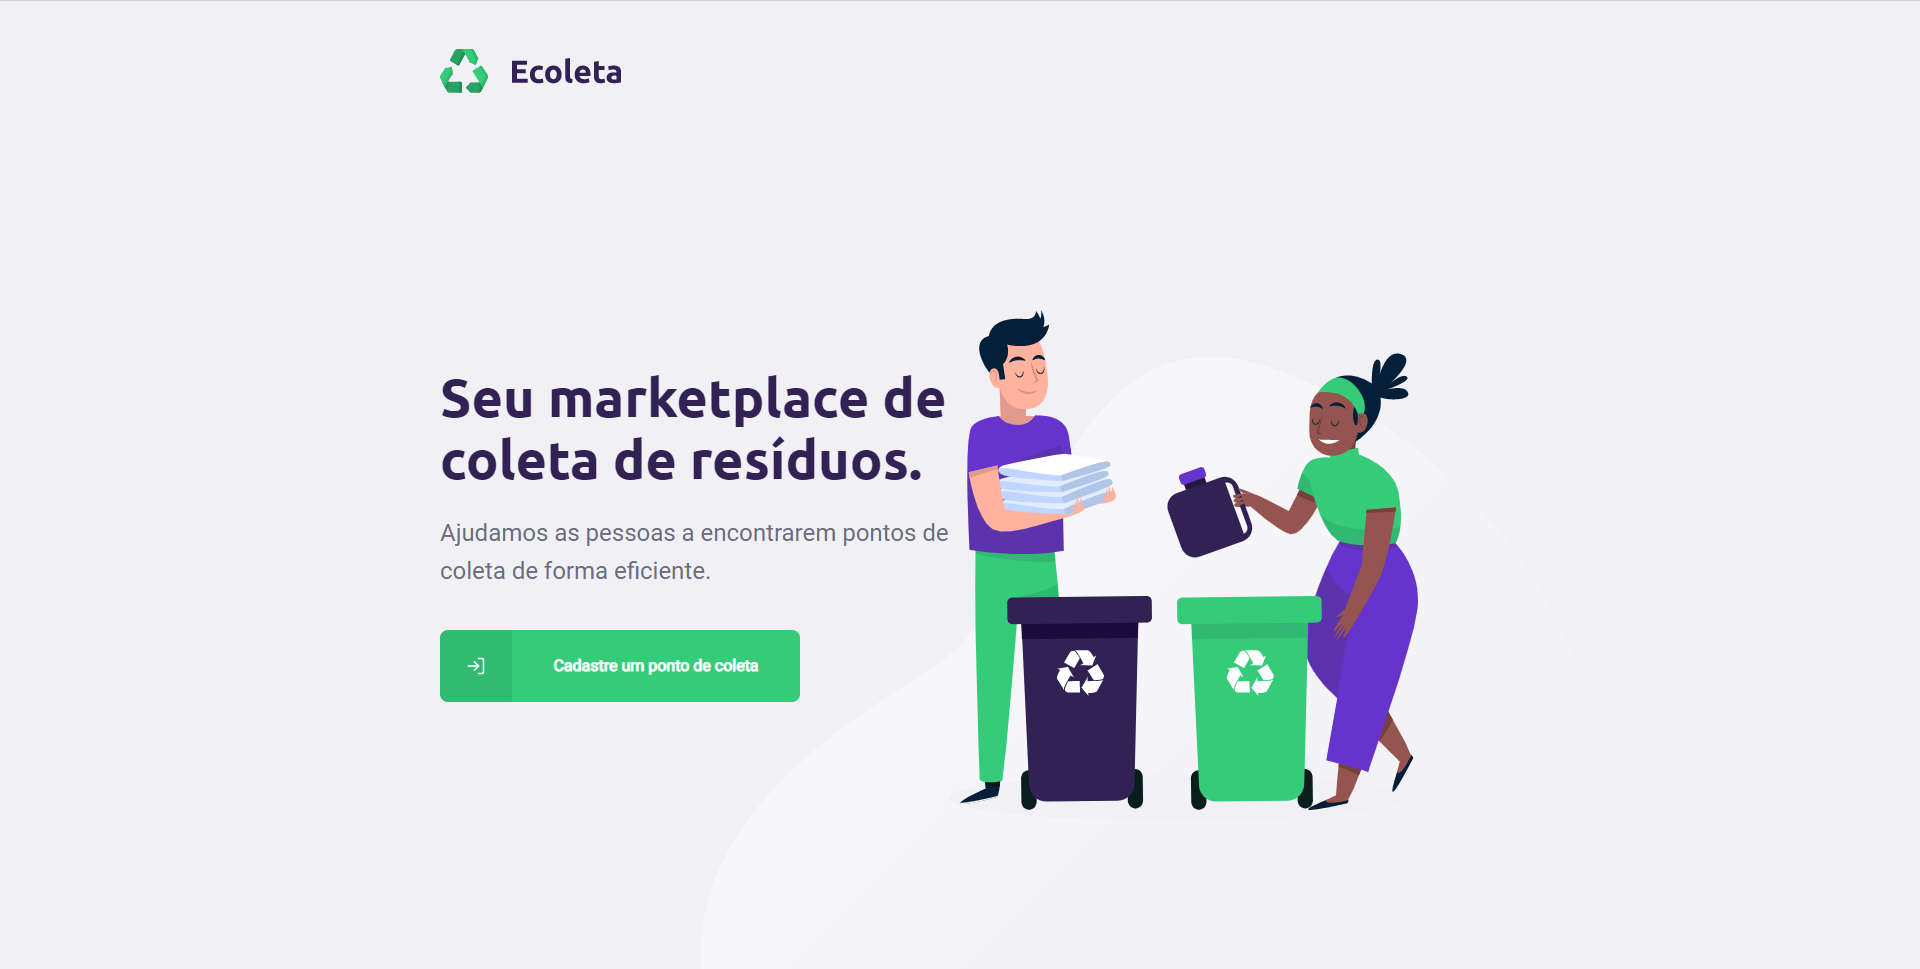 Ecoleta
Seu marketplace de
coleta de resíduos.
Ajudamos as pessoas a encontrarem pontos de
coleta de forma eficiente.
Cadastre um ponto de coleta